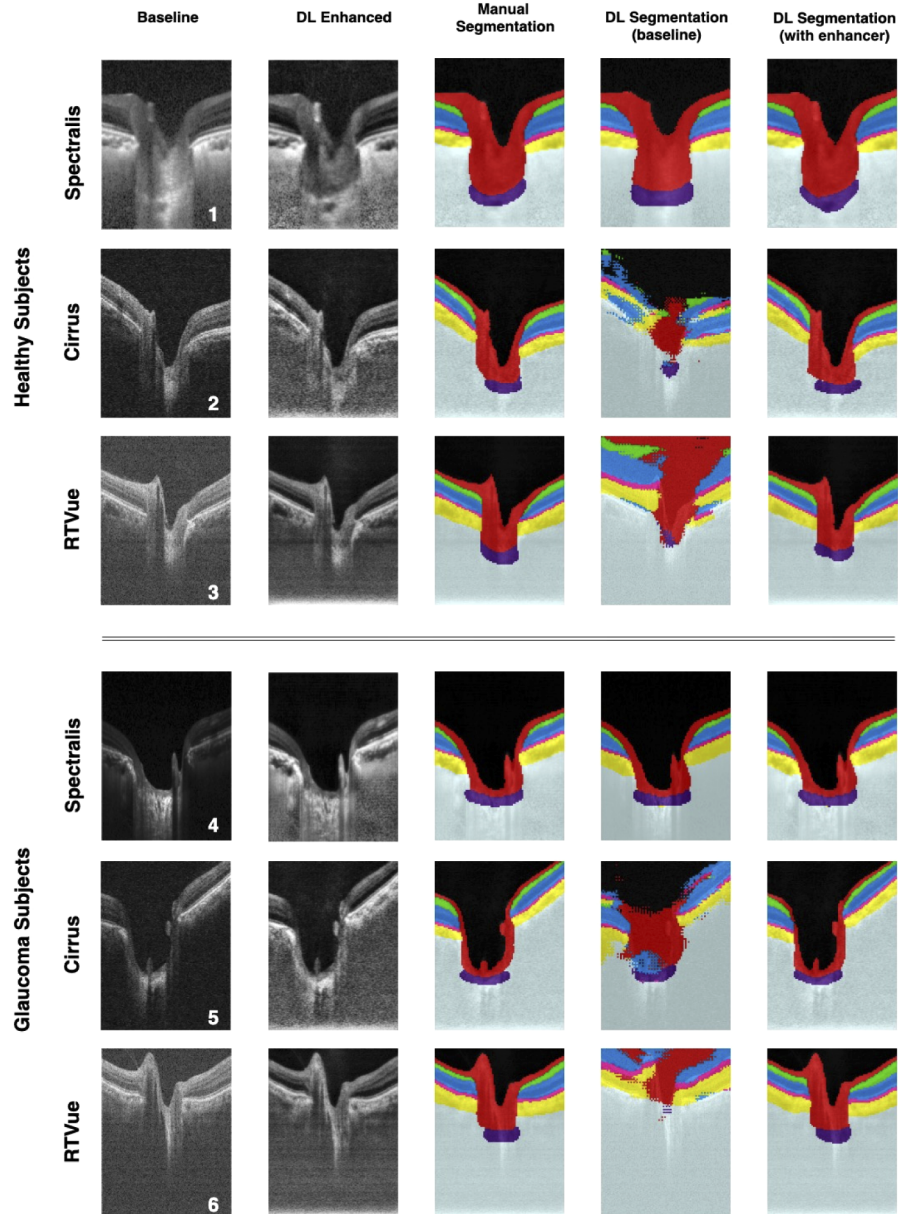 Baseline
DL Enhanced
Manual
Segmentation
DL Segmentation
(baseline)
DL Segmentation
(with enhancer)
Healthy Subjects
Spectralis
1
Cirrus
2
RTVue
3
Glaucoma Subjects
Spectralis
4
Cirrus
5
RTVue
6